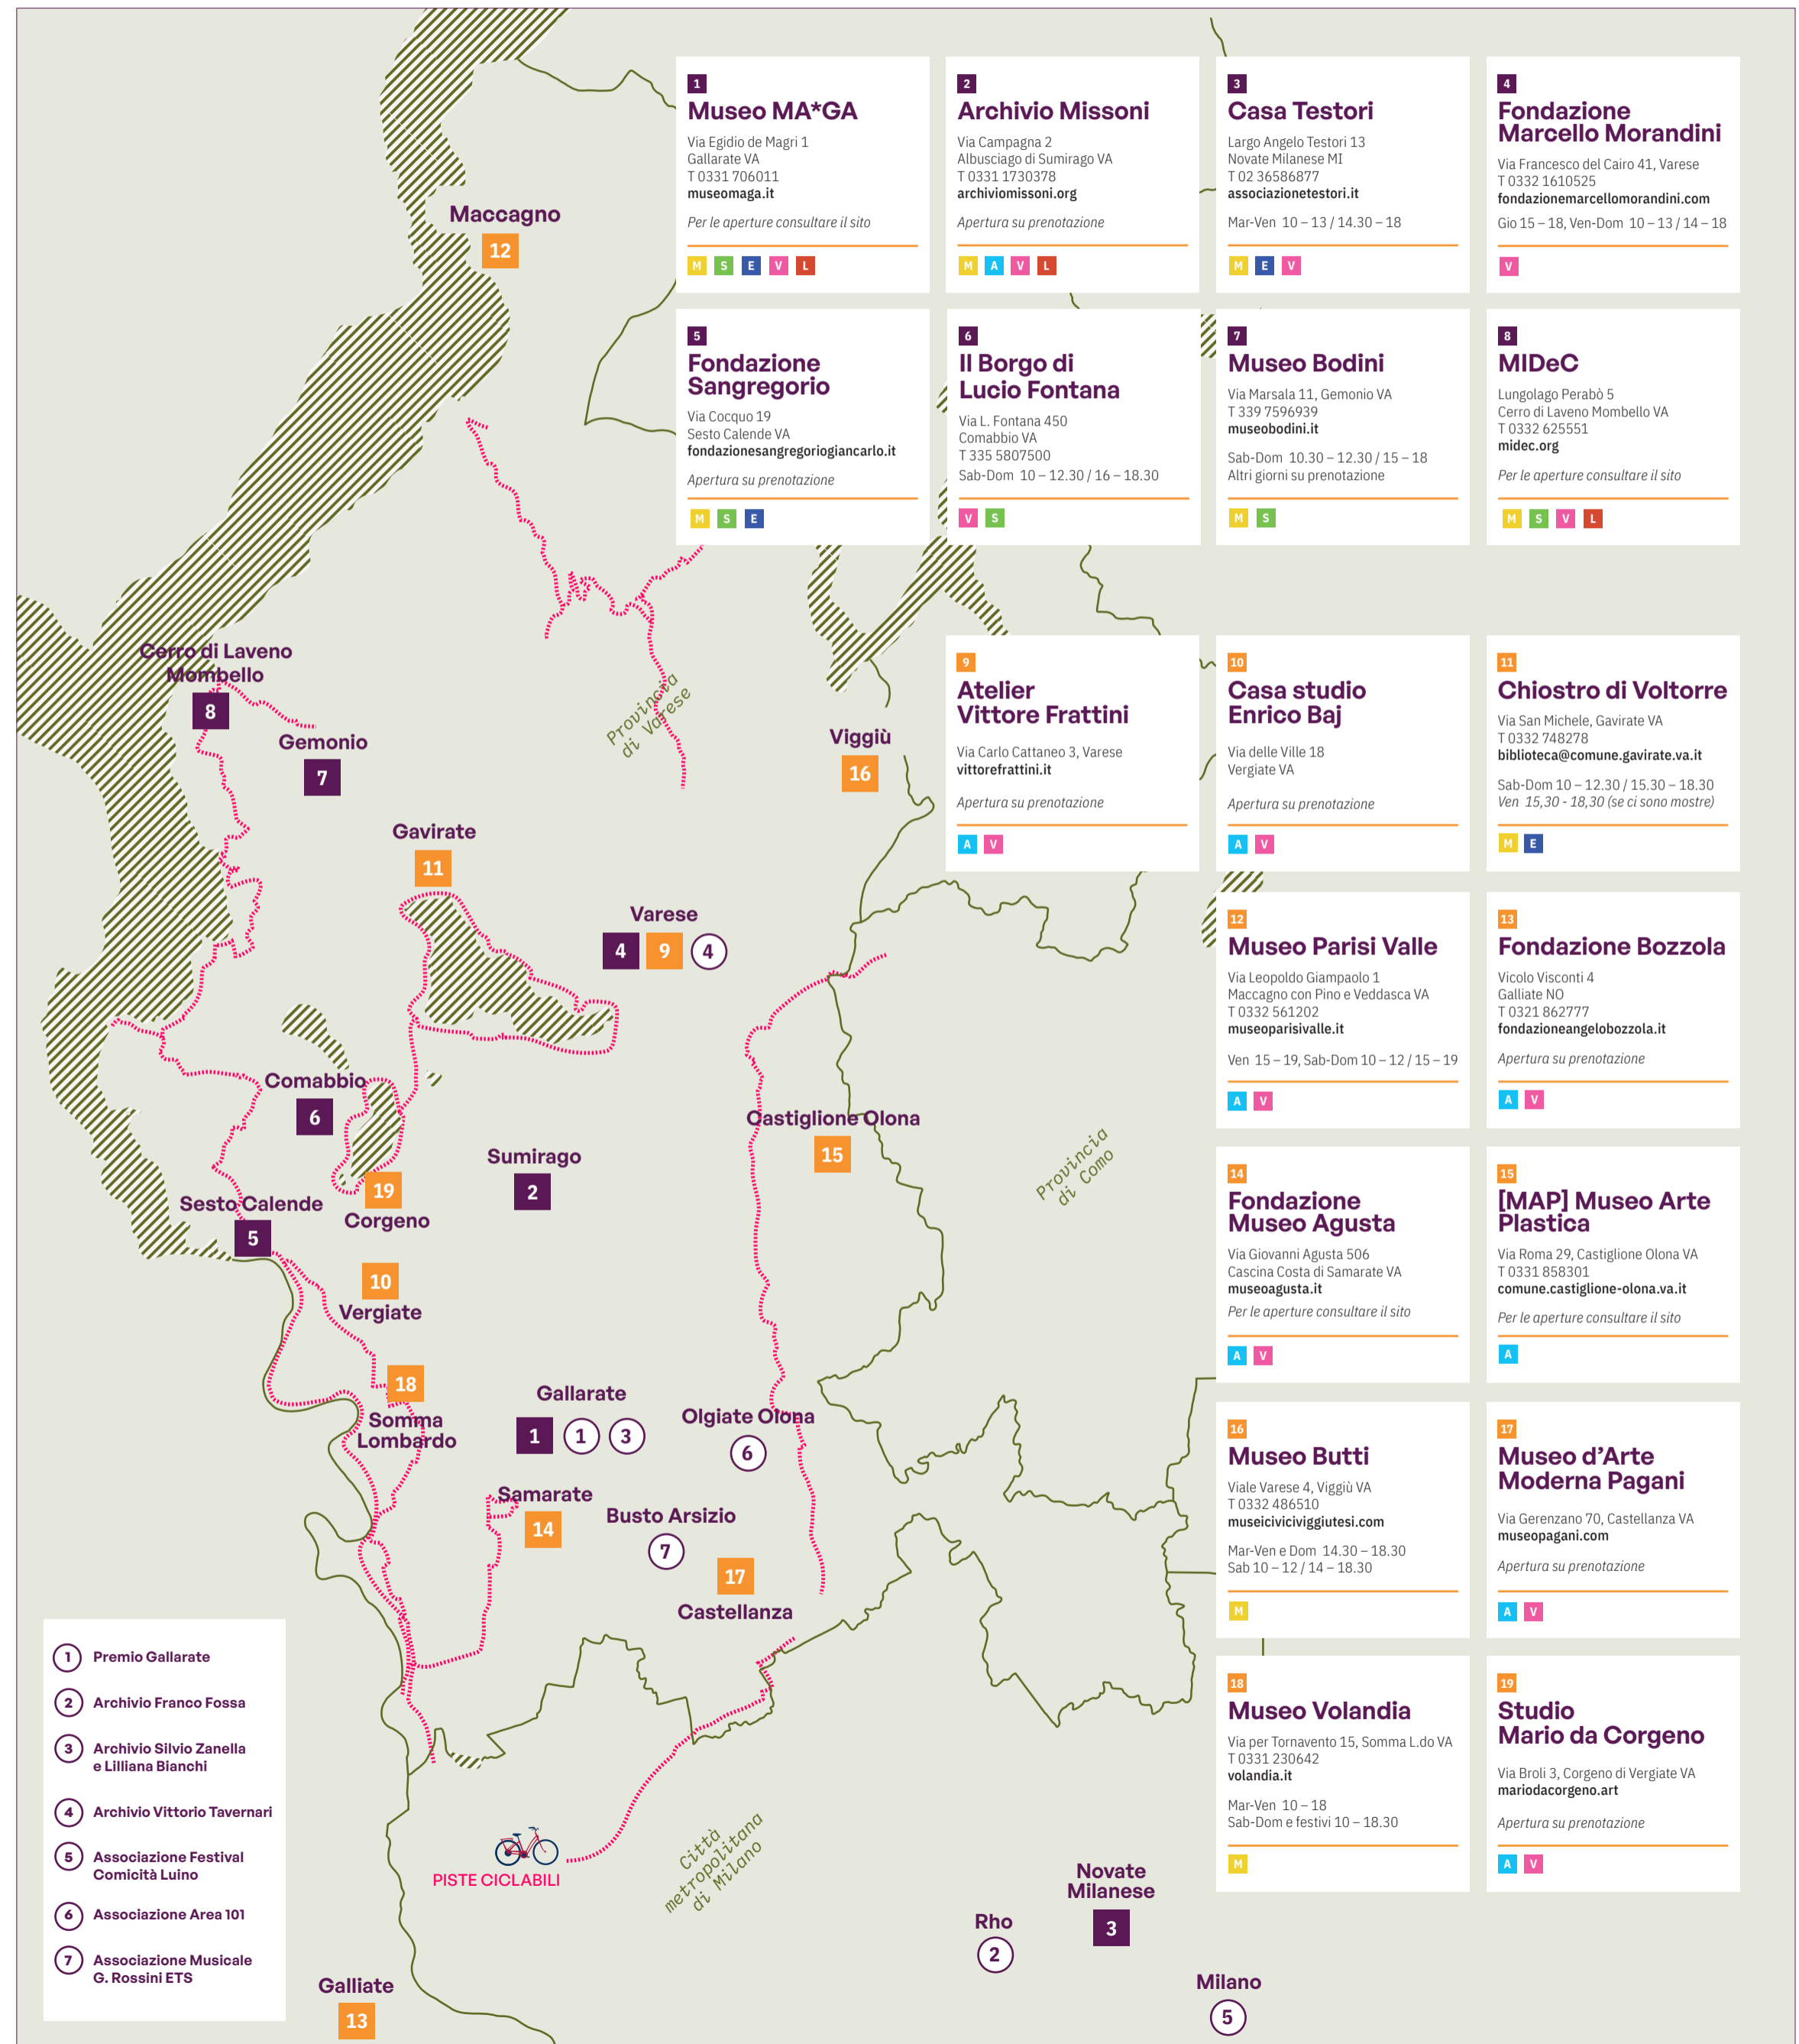 1
Museo MA*GA
Via Egidio de Magri 1
Gallarate VA
T 0331 706011
museomaga.it
Per le aperture consultare il sito
M S E V L
2
Archivio Missoni
Via Campagna 2
Albusciago di Sumirago VA
T 0331 1730378
archiviomissoni.org
Apertura su prenotazione
M A V L
3
Casa Testori
Largo Angelo Testori 13
Novate Milanese MI
T 02 36586877
associazionetestori.it
Mar-Ven 10 – 13 / 14.30 – 18
M E V
4
Fondazione
Marcello Morandini
Via Francesco del Cairo 41, Varese
T 0332 1610525
fondazionemarcellomorandini.com
Gio 15 – 18, Ven-Dom 10 – 13 / 14 – 18
V
5
Fondazione
Sangregorio
Via Cocquo 19
Sesto Calende VA
fondazionesangregoriogiancarlo.it
Apertura su prenotazione
M S E
6
Il Borgo di
Lucio Fontana
Via L. Fontana 450
Comabbio VA
T 335 5807500
Sab-Dom 10 – 12.30 / 16 – 18.30
V S
7
Museo Bodini
Via Marsala 11, Gemonio VA
T 339 7596939
museobodini.it
Sab-Dom 10.30 – 12.30 / 15 – 18
Altri giorni su prenotazione
M S
8
MIDeC
Lungolago Perabò 5
Cerro di Laveno Mombello VA
T 0332 625551
midec.org
Per le aperture consultare il sito
M S V L
9
Atelier
Vittore Frattini
Via Carlo Cattaneo 3, Varese
vittorefrattini.it
Apertura su prenotazione
A V
10
Casa studio
Enrico Baj
Via delle Ville 18
Vergiate VA
Apertura su prenotazione
A V
11
Chiostro di Voltorre
Via San Michele, Gavirate VA
T 0332 748278
biblioteca@comune.gavirate.va.it
Sab-Dom 10 – 12.30 / 15.30 – 18.30
Ven 15,30 - 18,30 (se ci sono mostre)
M E
12
Museo Parisi Valle
Via Leopoldo Giampaolo 1
Maccagno con Pino e Veddasca VA
T 0332 561202
museoparisivalle.it
Ven 15 – 19, Sab-Dom 10 – 12 / 15 – 19
A V
13
Fondazione Bozzola
Vicolo Visconti 4
Galliate NO
T 0321 862777
fondazioneangelobozzola.it
Apertura su prenotazione
A V
14
Fondazione
Museo Agusta
Via Giovanni Agusta 506
Cascina Costa di Samarate VA
museoagusta.it
Per le aperture consultare il sito
A V
15
[MAP] Museo Arte
Plastica
Via Roma 29, Castiglione Olona VA
T 0331 858301
comune.castiglione-olona.va.it
Per le aperture consultare il sito
A
16
Museo Butti
Viale Varese 4, Viggiù VA
T 0332 486510
museiciviciviggiutesi.com
Mar-Ven e Dom 14.30 – 18.30
Sab 10 – 12 / 14 – 18.30
M
17
Museo d’Arte
Moderna Pagani
Via Gerenzano 70, Castellanza VA
museopagani.com
Apertura su prenotazione
A V
18
Museo Volandia
Via per Tornavento 15, Somma L.do VA
T 0331 230642
volandia.it
Mar-Ven 10 – 18
Sab-Dom e festivi 10 – 18.30
M
19
Studio
Mario da Corgeno
Via Broli 3, Corgeno di Vergiate VA
mariodacorgeno.art
Apertura su prenotazione
A V
Maccagno
12
Cerro di Laveno
Mombello
8
Gemonio
7
Provincia
di Varese
Viggiù
16
Gavirate
11
Varese
4 9 4
Comabbio
6
Castiglione Olona
15
Provincia
di Como
Sumirago
2
19
Corgeno
Sesto Calende
5
10
Vergiate
18
Somma
Lombardo
Gallarate
1 1 3
Olgiate Olona
6
Samarate
14
Busto Arsizio
7
17
Castellanza
PISTE CICLABILI
Città
metropolitana
di Milano
Novate
Milanese
3
Rho
2
Milano
5
Galliate
13
1 Premio Gallarate
2 Archivio Franco Fossa
3 Archivio Silvio Zanella
e Lilliana Bianchi
4 Archivio Vittorio Tavernari
5 Associazione Festival
Comicità Luino
6 Associazione Area 101
7 Associazione Musicale
G. Rossini ETS